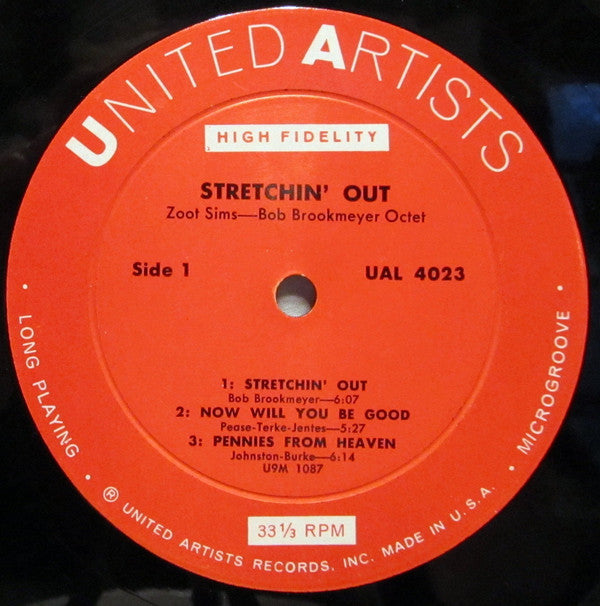 UNITED ARTISTS
HIGH FIDELITY
STRETCHIN' OUT
Zoot Sims—Bob Brookmeyer Octet
Side 1
UAL 4023
1: STRETCHIN' OUT
Bob Brookmeyer—6:07
2: NOW WILL YOU BE GOOD
Pease-Terke-Jentes—5:27
3: PENNIES FROM HEAVEN
Johnston-Burke—6:14
U9M 1087
33⅓ RPM
• LONG PLAYING • ® UNITED ARTISTS RECORDS, INC. MADE IN U.S.A. • MICROGROOVE •